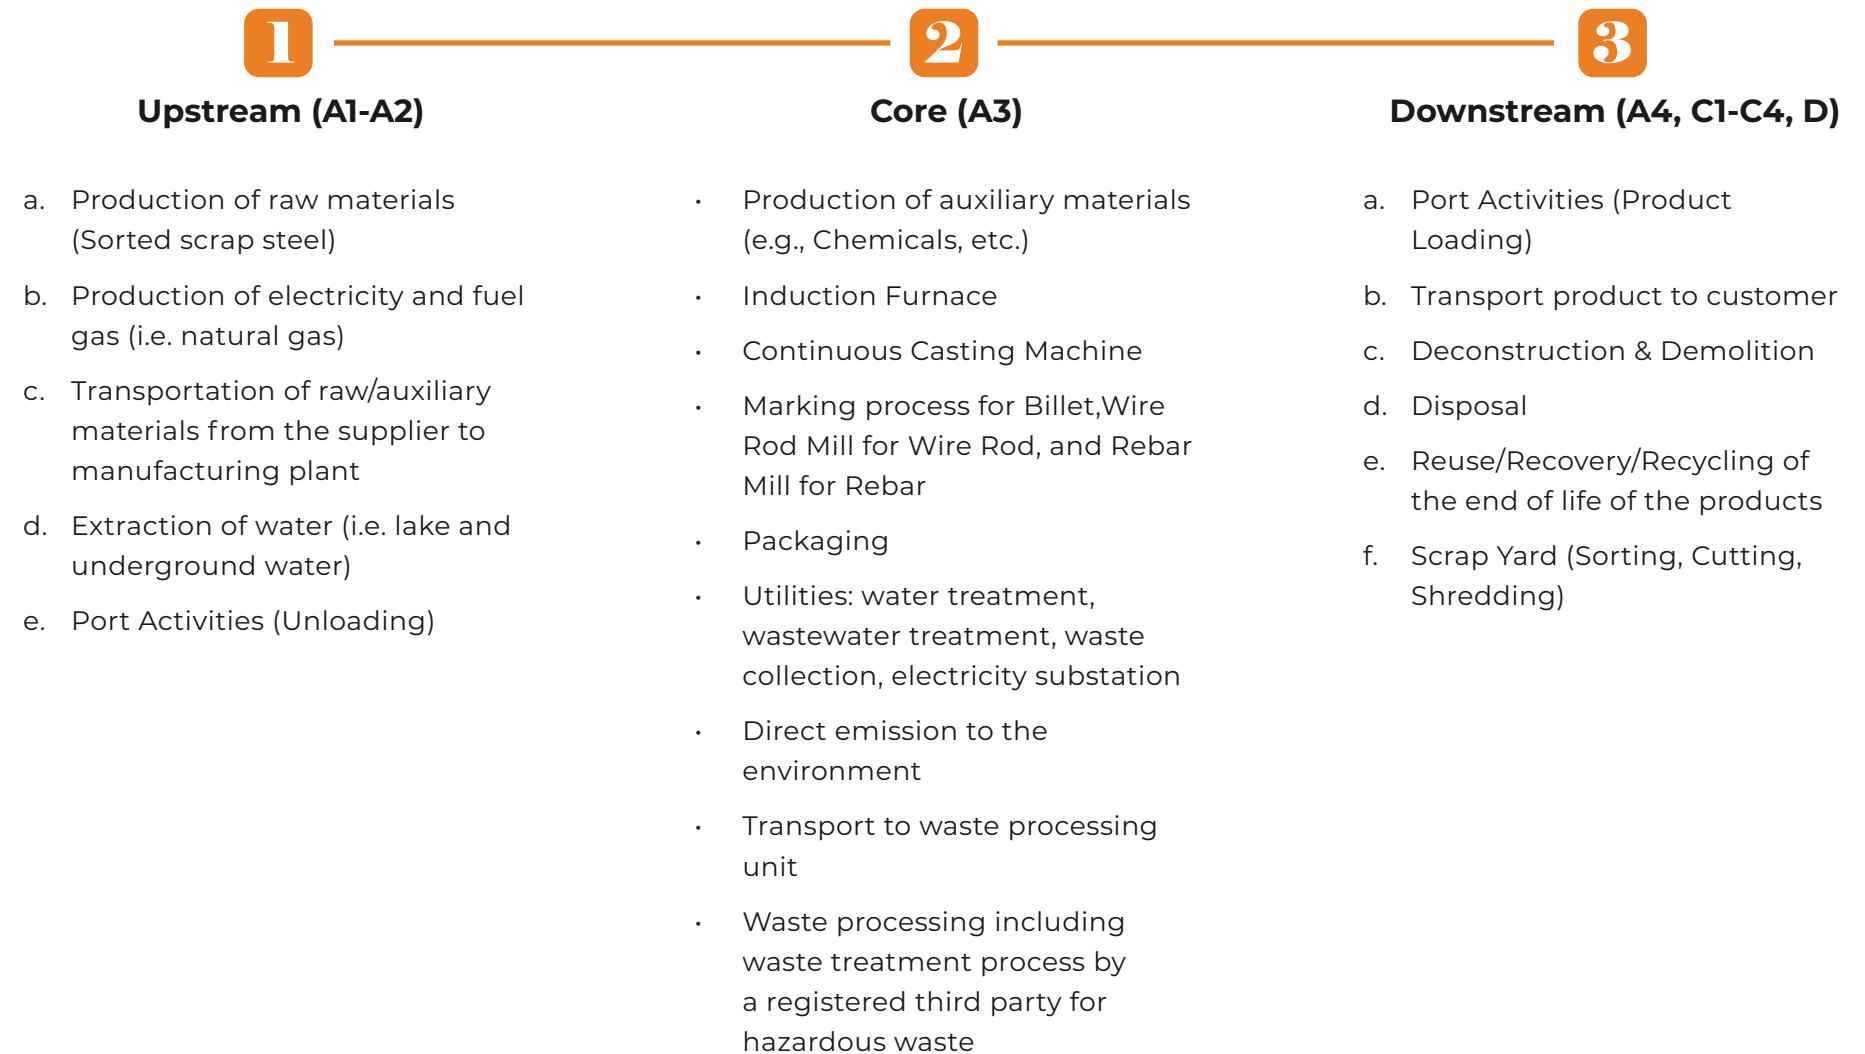 1
Upstream (A1-A2)
a. Production of raw materials
(Sorted scrap steel)
b. Production of electricity and fuel
gas (i.e. natural gas)
c. Transportation of raw/auxiliary
materials from the supplier to
manufacturing plant
d. Extraction of water (i.e. lake and
underground water)
e. Port Activities (Unloading)
2
Core (A3)
• Production of auxiliary materials
(e.g., Chemicals, etc.)
• Induction Furnace
• Continuous Casting Machine
• Marking process for Billet,Wire
Rod Mill for Wire Rod, and Rebar
Mill for Rebar
• Packaging
• Utilities: water treatment,
wastewater treatment, waste
collection, electricity substation
• Direct emission to the
environment
• Transport to waste processing
unit
• Waste processing including
waste treatment process by
a registered third party for
hazardous waste
3
Downstream (A4, C1-C4, D)
a. Port Activities (Product
Loading)
b. Transport product to customer
c. Deconstruction & Demolition
d. Disposal
e. Reuse/Recovery/Recycling of
the end of life of the products
f. Scrap Yard (Sorting, Cutting,
Shredding)